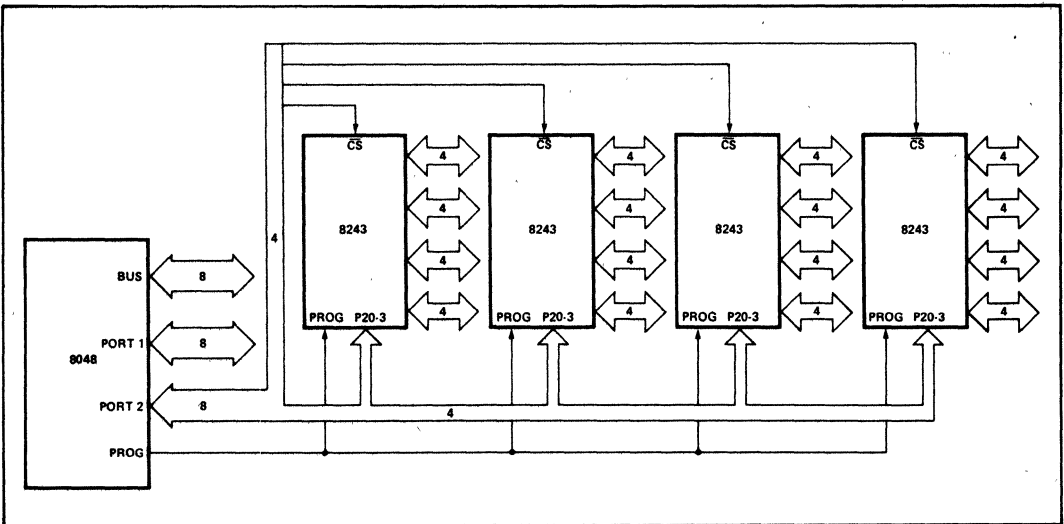 CS CS CS CS
4 4 4 4
4 4 4 4
8243 8243 8243 8243
4
4 4 4 4
BUS 8
4 4 4 4
PROG P20-3 PROG P20-3 PROG P20-3 PROG P20-3
PORT 1 8
8048
PORT 2 8
4
PROG